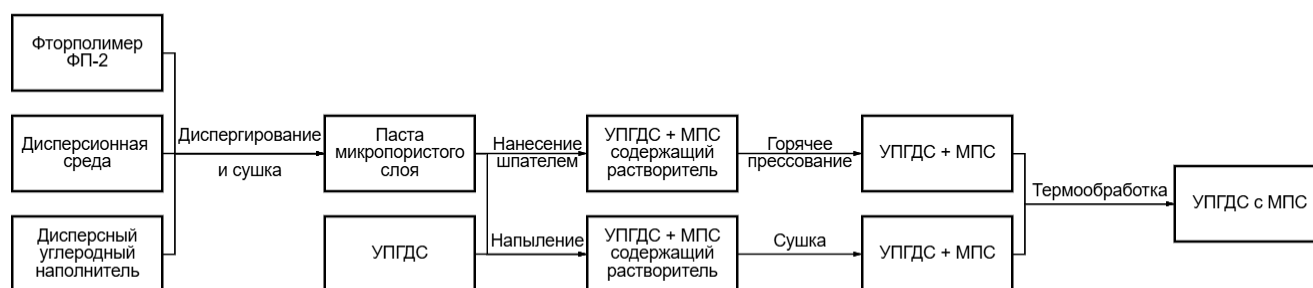 Фторполимер
ФП-2
Дисперсионная
среда
Дисперсный
углеродный
наполнитель
Диспергирование
и сушка
Паста
микропористого
слоя
УПГДС
Нанесение
шпателем
Напыление
УПГДС + МПС
содержащий
растворитель
УПГДС + МПС
содержащий
растворитель
Горячее
прессование
Сушка
УПГДС + МПС
УПГДС + МПС
Термообработка
УПГДС с МПС